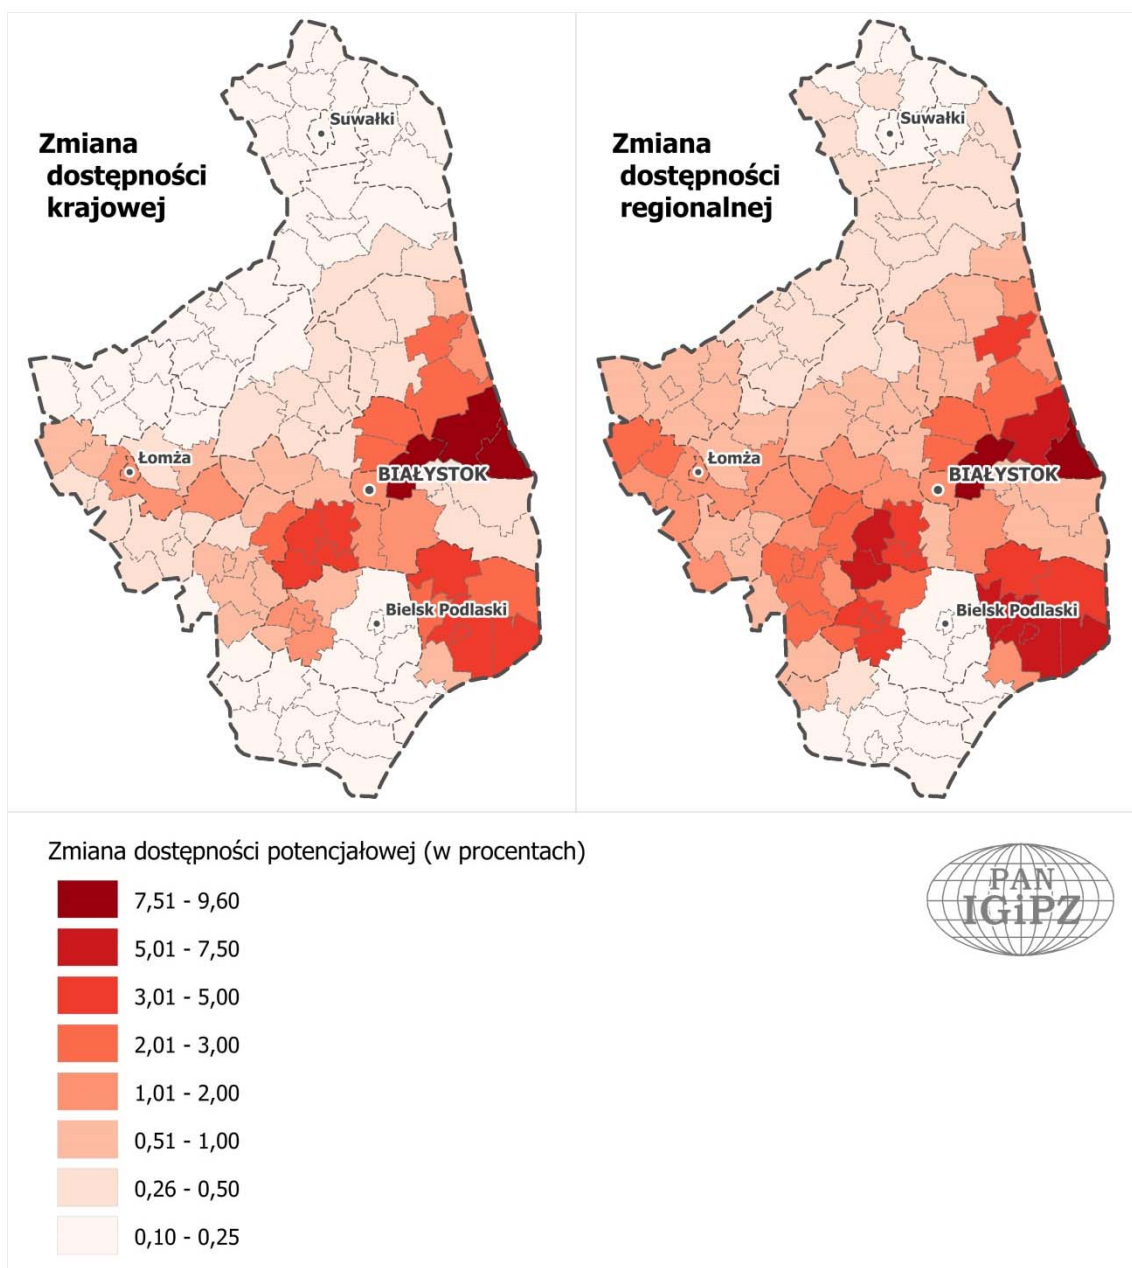 Zmiana
dostępności
krajowej
Suwałki
Łomża
BIAŁYSTOK
Bielsk Podlaski
Zmiana
dostępności
regionalnej
Suwałki
Łomża
BIAŁYSTOK
Bielsk Podlaski
Zmiana dostępności potencjałowej (w procentach)
7,51 - 9,60
5,01 - 7,50
3,01 - 5,00
2,01 - 3,00
1,01 - 2,00
0,51 - 1,00
0,26 - 0,50
0,10 - 0,25
PAN
IGiPZ